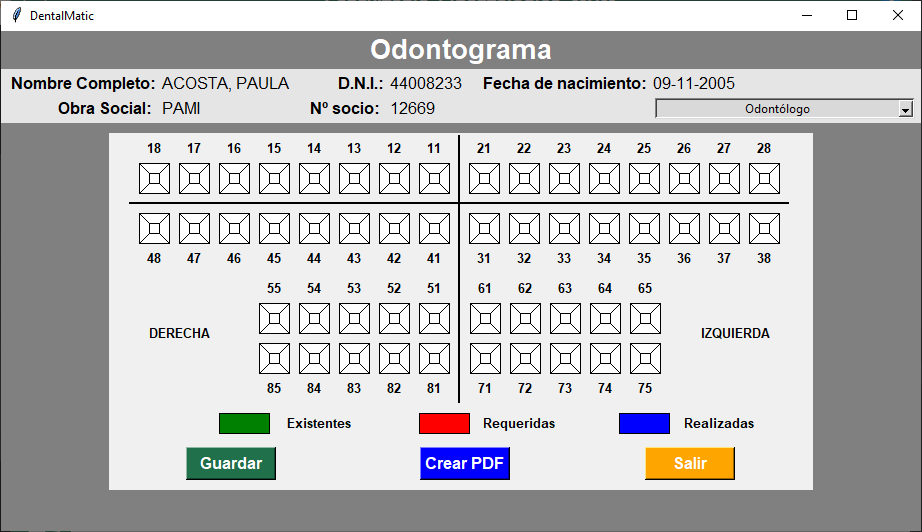 DentalMatic
Odontograma
Nombre Completo: ACOSTA, PAULA D.N.I.: 44008233 Fecha de nacimiento: 09-11-2005
Obra Social: PAMI Nº socio: 12669 Odontólogo
18 17 16 15 14 13 12 11 21 22 23 24 25 26 27 28
48 47 46 45 44 43 42 41 31 32 33 34 35 36 37 38
55 54 53 52 51 61 62 63 64 65
DERECHA IZQUIERDA
85 84 83 82 81 71 72 73 74 75
Existentes Requeridas Realizadas
Guardar Crear PDF Salir